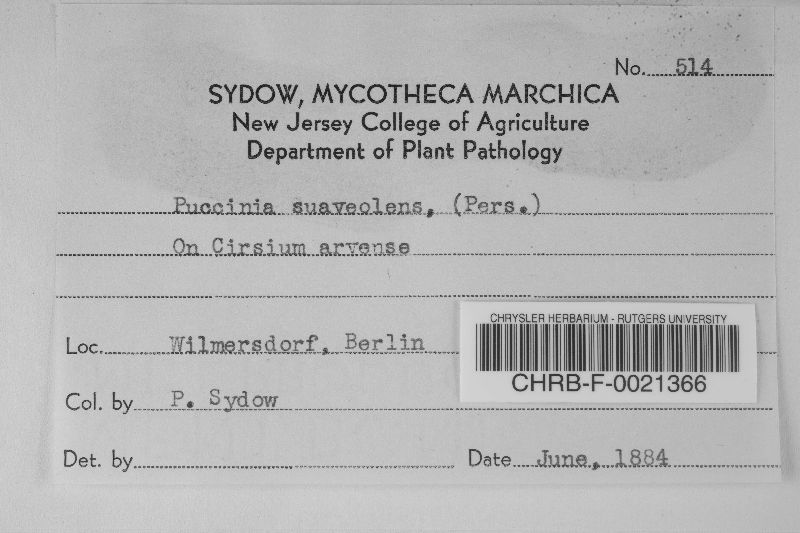 No. 514
SYDOW, MYCOTHECA MARCHICA
New Jersey College of Agriculture
Department of Plant Pathology
Puccinia suaveolens, (Pers.)
On Cirsium arvense
Loc. Wilmersdorf, Berlin
CHRYSLER HERBARIUM - RUTGERS UNIVERSITY
CHRB-F-0021366
Col. by P. Sydow
Det. by
Date June, 1884